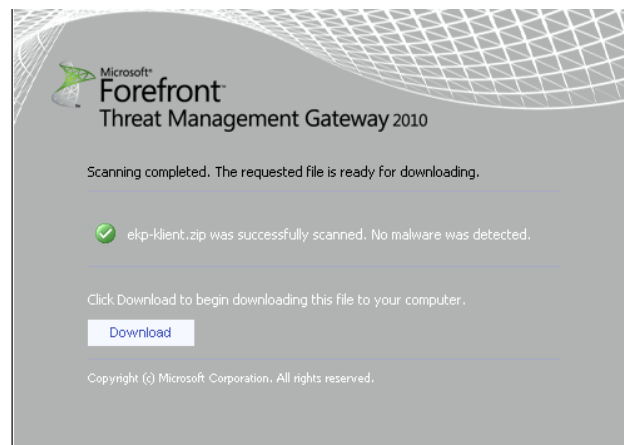 Microsoft®
Forefront™
Threat Management Gateway 2010
Scanning completed. The requested file is ready for downloading.
ekp-klient.zip was successfully scanned. No malware was detected.
Click Download to begin downloading this file to your computer.
Download
Copyright (c) Microsoft Corporation. All rights reserved.